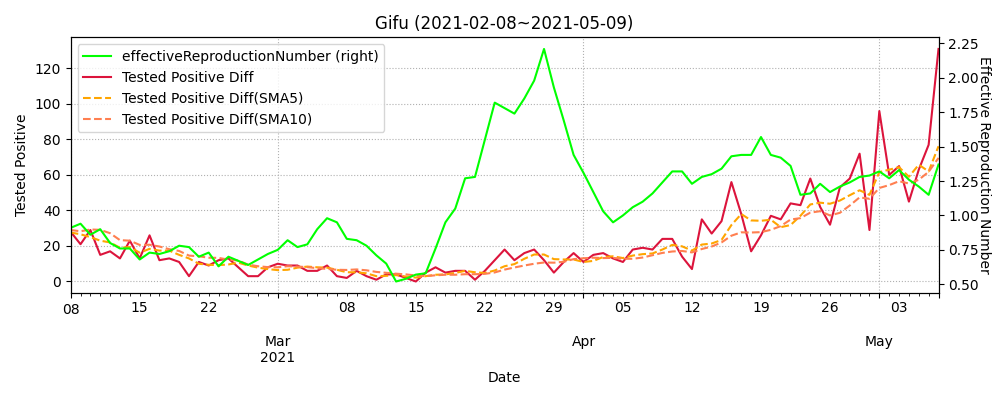 Gifu (2021-02-08~2021-05-09)
effectiveReproductionNumber (right)
Tested Positive Diff
Tested Positive Diff(SMA5)
Tested Positive Diff(SMA10)
Tested Positive
120
100
80
60
40
20
0
2.25
2.00
1.75
1.50
1.25
1.00
0.75
0.50
Effective Reproduction Number
08 15 22 08 15 22 29 05 12 19 26 03
Mar Apr May
2021
Date